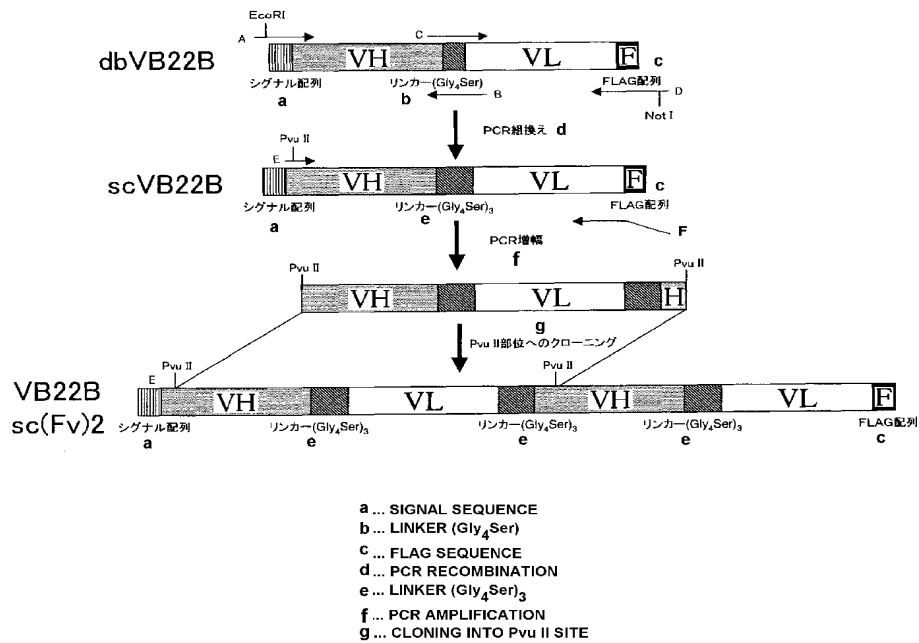 EcoRI
A
C
dbVB22B
VH
VL
F
c
シグナル配列
リンカー(Gly4Ser)
FLAG配列
a
b
B
D
Not I
PCR組換え d
Pvu II
E
scVB22B
VH
VL
F
c
シグナル配列
リンカー(Gly4Ser)3
FLAG配列
a
e
F
PCR増幅
f
Pvu II
Pvu II
VH
VL
H
g
Pvu II部位へのクローニング
Pvu II
Pvu II
E
VB22B
sc(Fv)2
VH
VL
VH
VL
F
シグナル配列
リンカー(Gly4Ser)3
リンカー(Gly4Ser)3
リンカー(Gly4Ser)3
FLAG配列
a
e
e
e
c
a ... SIGNAL SEQUENCE
b ... LINKER (Gly4Ser)
c ... FLAG SEQUENCE
d ... PCR RECOMBINATION
e ... LINKER (Gly4Ser)3
f ... PCR AMPLIFICATION
g ... CLONING INTO Pvu II SITE